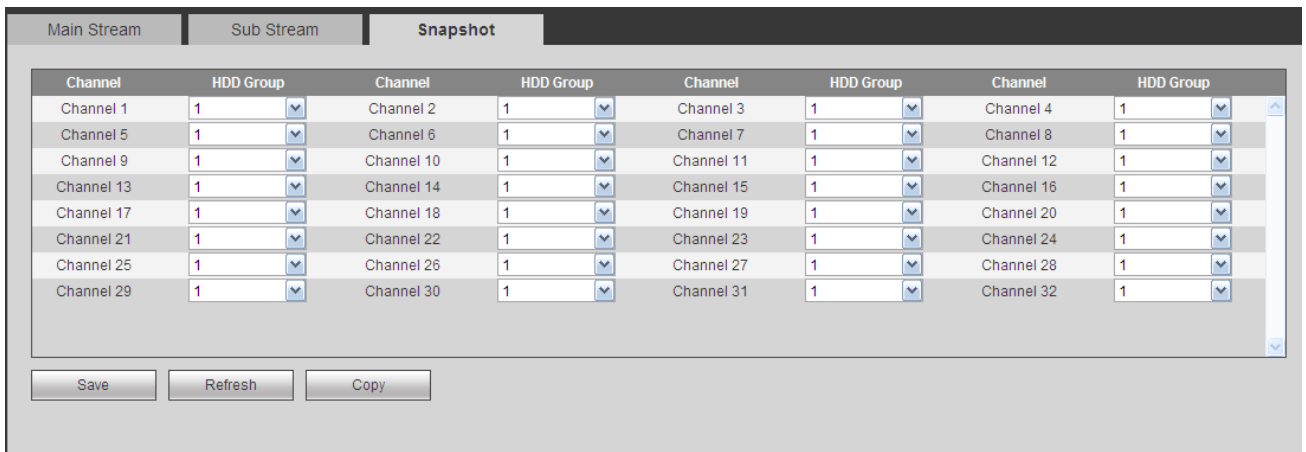 Main Stream Sub Stream Snapshot
Channel HDD Group Channel HDD Group Channel HDD Group Channel HDD Group
Channel 1 1 Channel 2 1 Channel 3 1 Channel 4 1
Channel 5 1 Channel 6 1 Channel 7 1 Channel 8 1
Channel 9 1 Channel 10 1 Channel 11 1 Channel 12 1
Channel 13 1 Channel 14 1 Channel 15 1 Channel 16 1
Channel 17 1 Channel 18 1 Channel 19 1 Channel 20 1
Channel 21 1 Channel 22 1 Channel 23 1 Channel 24 1
Channel 25 1 Channel 26 1 Channel 27 1 Channel 28 1
Channel 29 1 Channel 30 1 Channel 31 1 Channel 32 1
Save Refresh Copy